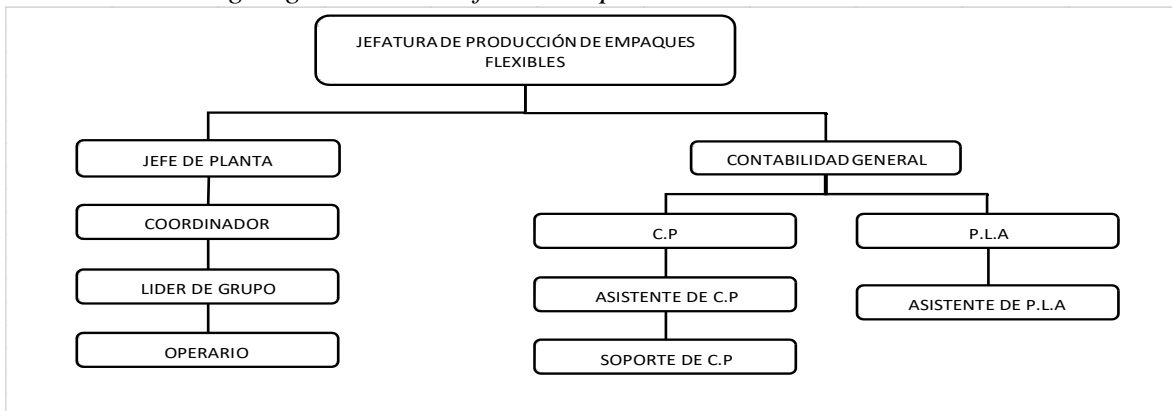 JEFATURA DE PRODUCCIÓN DE EMPAQUES
FLEXIBLES
JEFE DE PLANTA
CONTABILIDAD GENERAL
COORDINADOR
C.P
P.L.A
LIDER DE GRUPO
ASISTENTE DE C.P
ASISTENTE DE P.L.A
OPERARIO
SOPORTE DE C.P